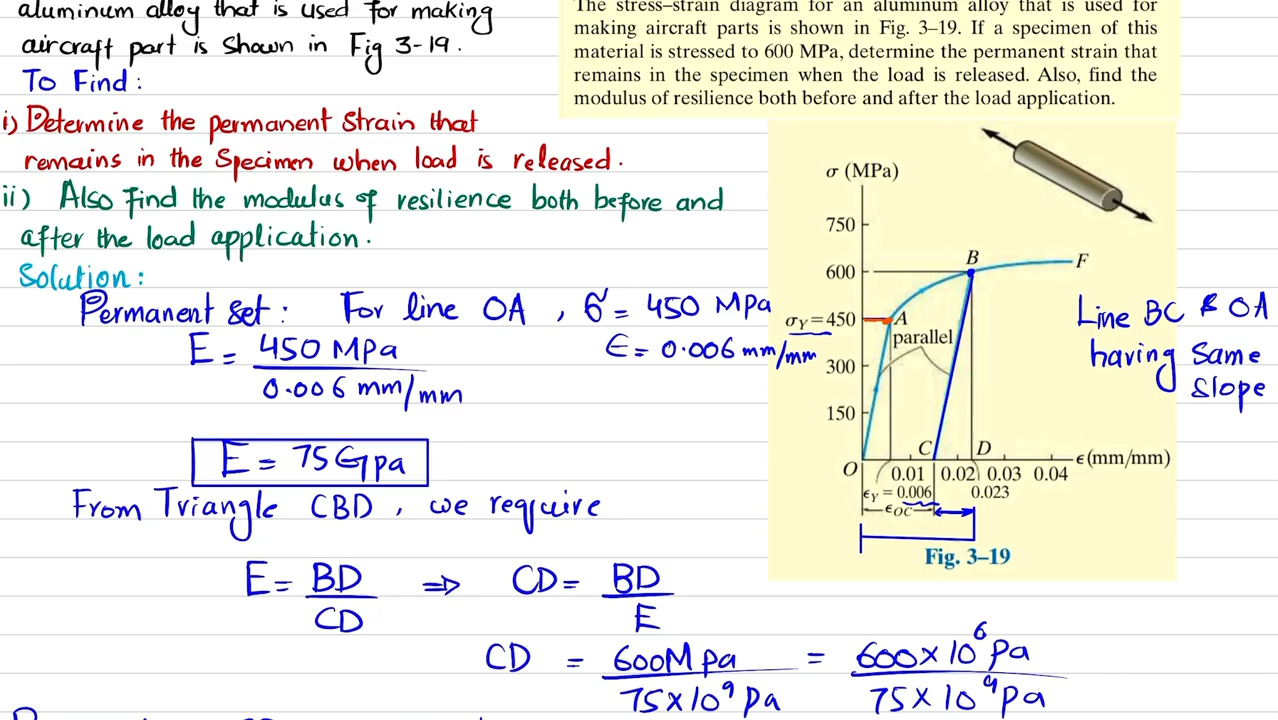 aluminum alloy that is used for making
aircraft part is shown in Fig 3-19.
To Find:
i) Determine the permanent strain that
remains in the specimen when load is released.
ii) Also find the modulus of resilience both before and
after the load application.
Solution:
Permanent set: For line OA, σ = 450 MPa
E = 450 MPa / 0.006 mm/mm
ϵ = 0.006 mm/mm
E = 75 Gpa
From Triangle CBD, we require
E = BD / CD ⇒ CD = BD / E
CD = 600 Mpa / 75×10⁹ Pa = 600×10⁶ Pa / 75×10⁹ Pa
The stress–strain diagram for an aluminum alloy that is used for
making aircraft parts is shown in Fig. 3–19. If a specimen of this
material is stressed to 600 MPa, determine the permanent strain that
remains in the specimen when the load is released. Also, find the
modulus of resilience both before and after the load application.
σ (MPa)
750
B
F
600
σY = 450
A
parallel
300
150
C
D
O
0.01 0.02 0.03 0.04
ϵ (mm/mm)
ϵY = 0.006
0.023
ϵOC
Fig. 3–19
Line BC & OA
having same
slope